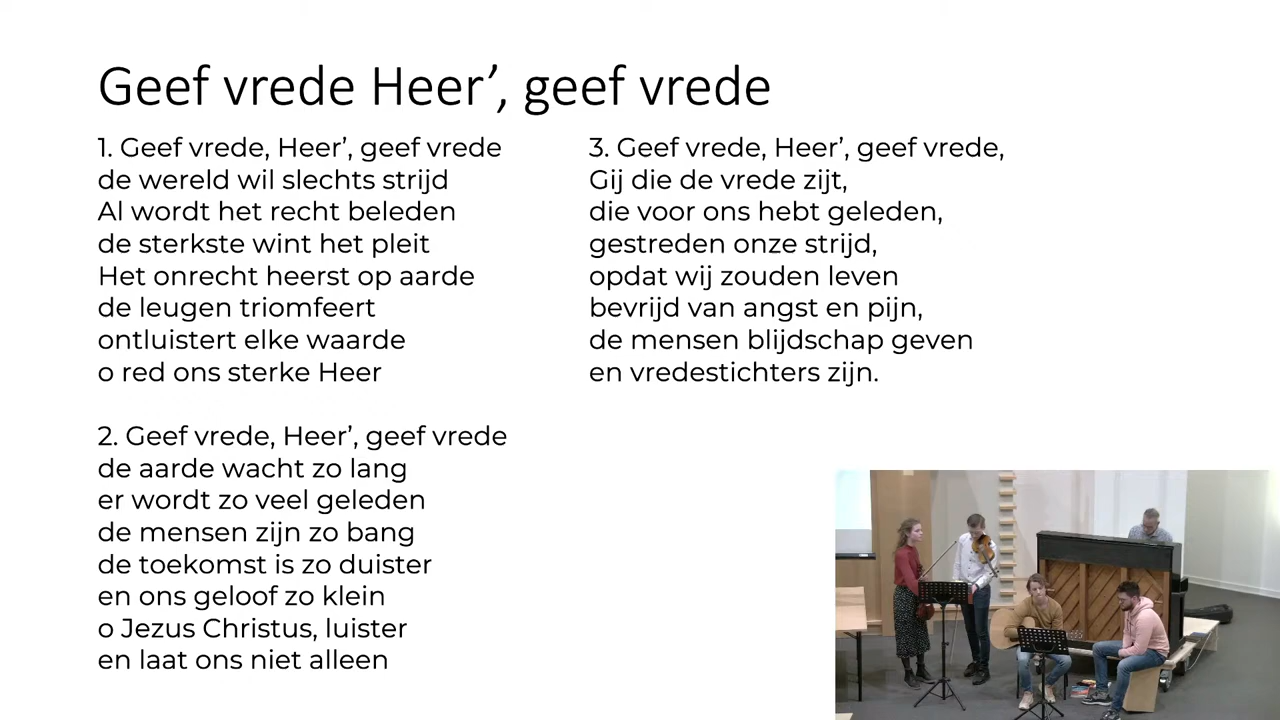 Geef vrede Heer’, geef vrede
1. Geef vrede, Heer’, geef vrede
de wereld wil slechts strijd
Al wordt het recht beleden
de sterkste wint het pleit
Het onrecht heerst op aarde
de leugen triomfeert
ontluistert elke waarde
o red ons sterke Heer
2. Geef vrede, Heer’, geef vrede
de aarde wacht zo lang
er wordt zo veel geleden
de mensen zijn zo bang
de toekomst is zo duister
en ons geloof zo klein
o Jezus Christus, luister
en laat ons niet alleen
3. Geef vrede, Heer’, geef vrede,
Gij die de vrede zijt,
die voor ons hebt geleden,
gestreden onze strijd,
opdat wij zouden leven
bevrijd van angst en pijn,
de mensen blijdschap geven
en vredestichters zijn.